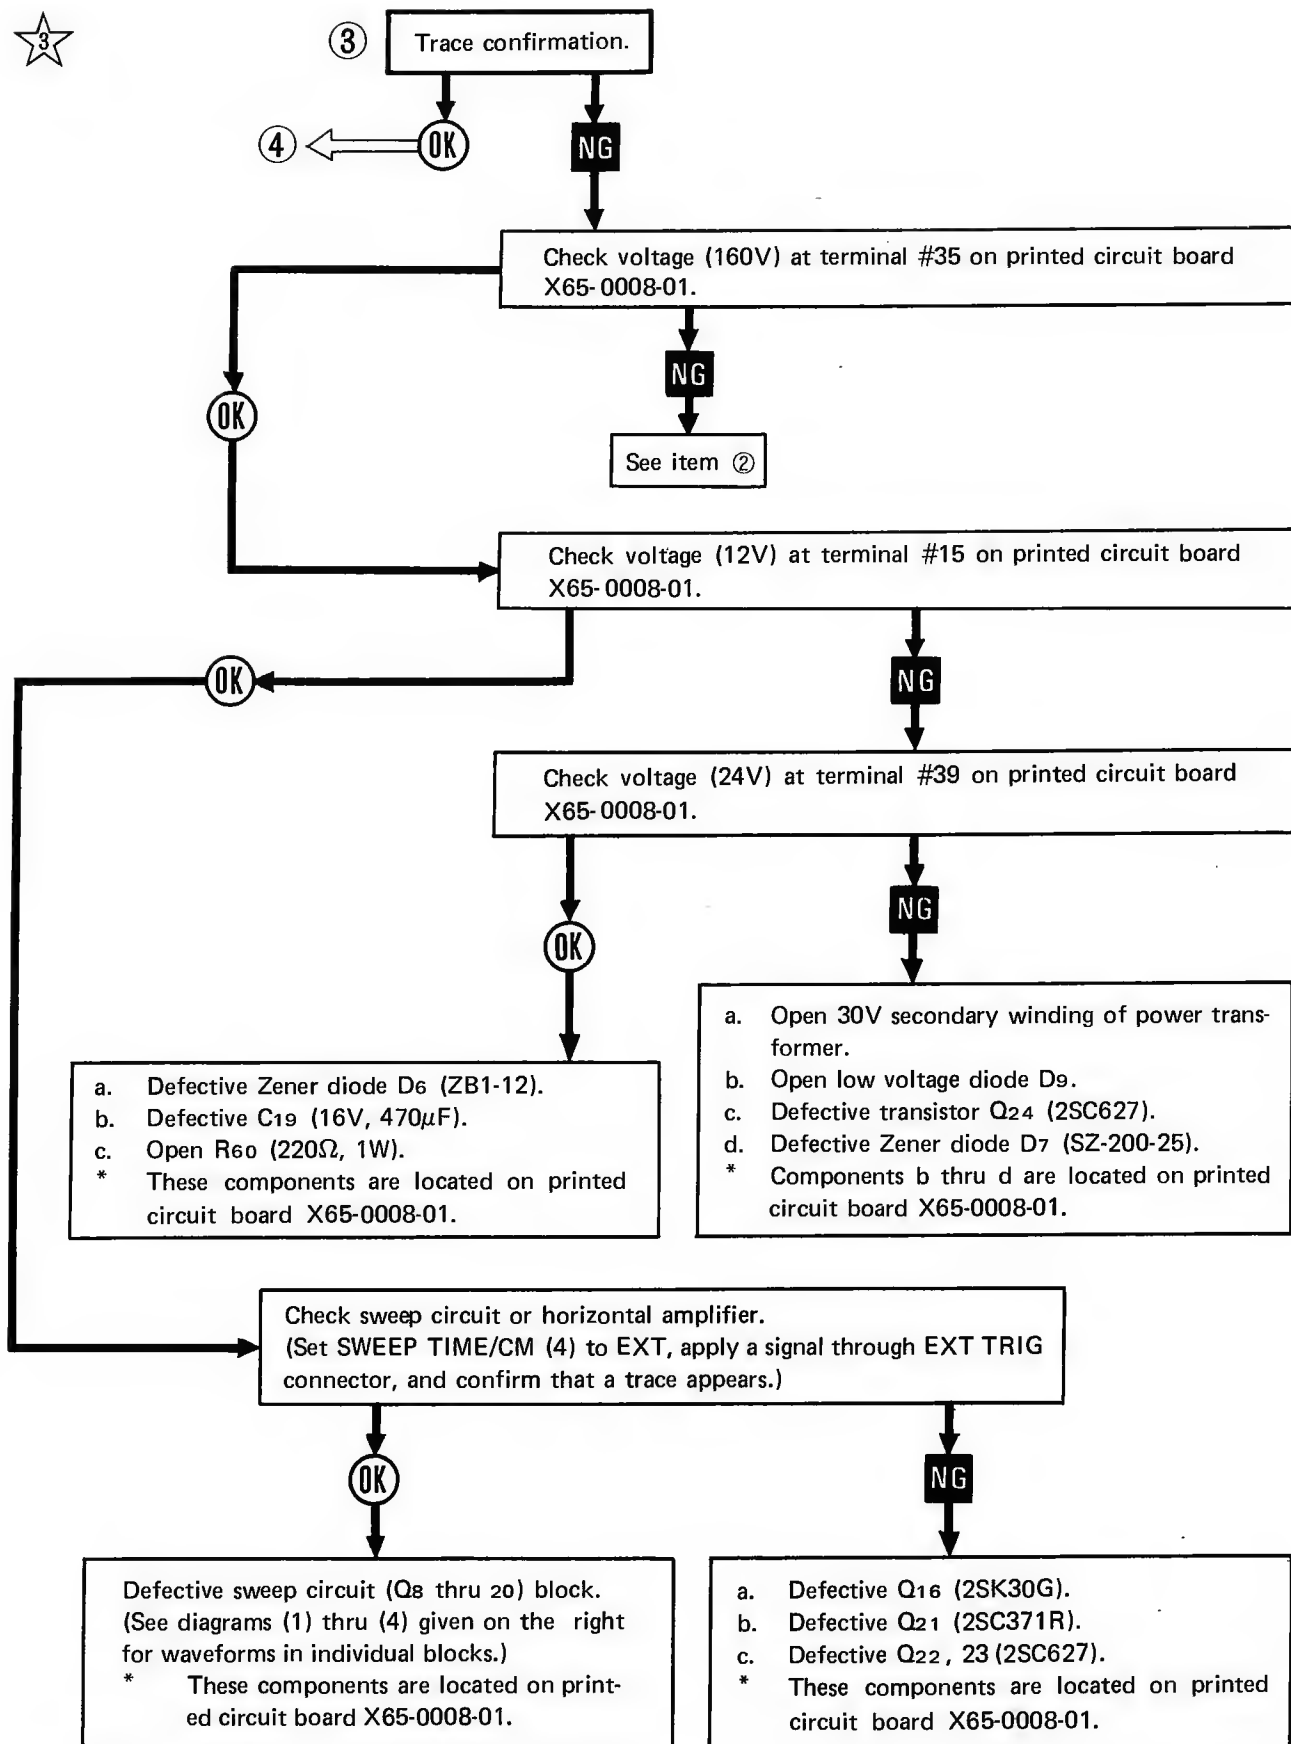 3
③ Trace confirmation.
④ OK NG
Check voltage (160V) at terminal #35 on printed circuit board
X65-0008-01.
NG
OK
See item ②
Check voltage (12V) at terminal #15 on printed circuit board
X65-0008-01.
OK
NG
Check voltage (24V) at terminal #39 on printed circuit board
X65-0008-01.
OK
NG
a. Defective Zener diode D6 (ZB1-12).
b. Defective C19 (16V, 470µF).
c. Open R60 (220Ω, 1W).
* These components are located on printed
circuit board X65-0008-01.
a. Open 30V secondary winding of power trans-
former.
b. Open low voltage diode D9.
c. Defective transistor Q24 (2SC627).
d. Defective Zener diode D7 (SZ-200-25).
* Components b thru d are located on printed
circuit board X65-0008-01.
Check sweep circuit or horizontal amplifier.
(Set SWEEP TIME/CM (4) to EXT, apply a signal through EXT TRIG
connector, and confirm that a trace appears.)
OK
NG
Defective sweep circuit (Q8 thru 20) block.
(See diagrams (1) thru (4) given on the right
for waveforms in individual blocks.)
* These components are located on print-
ed circuit board X65-0008-01.
a. Defective Q16 (2SK30G).
b. Defective Q21 (2SC371R).
c. Defective Q22, 23 (2SC627).
* These components are located on printed
circuit board X65-0008-01.